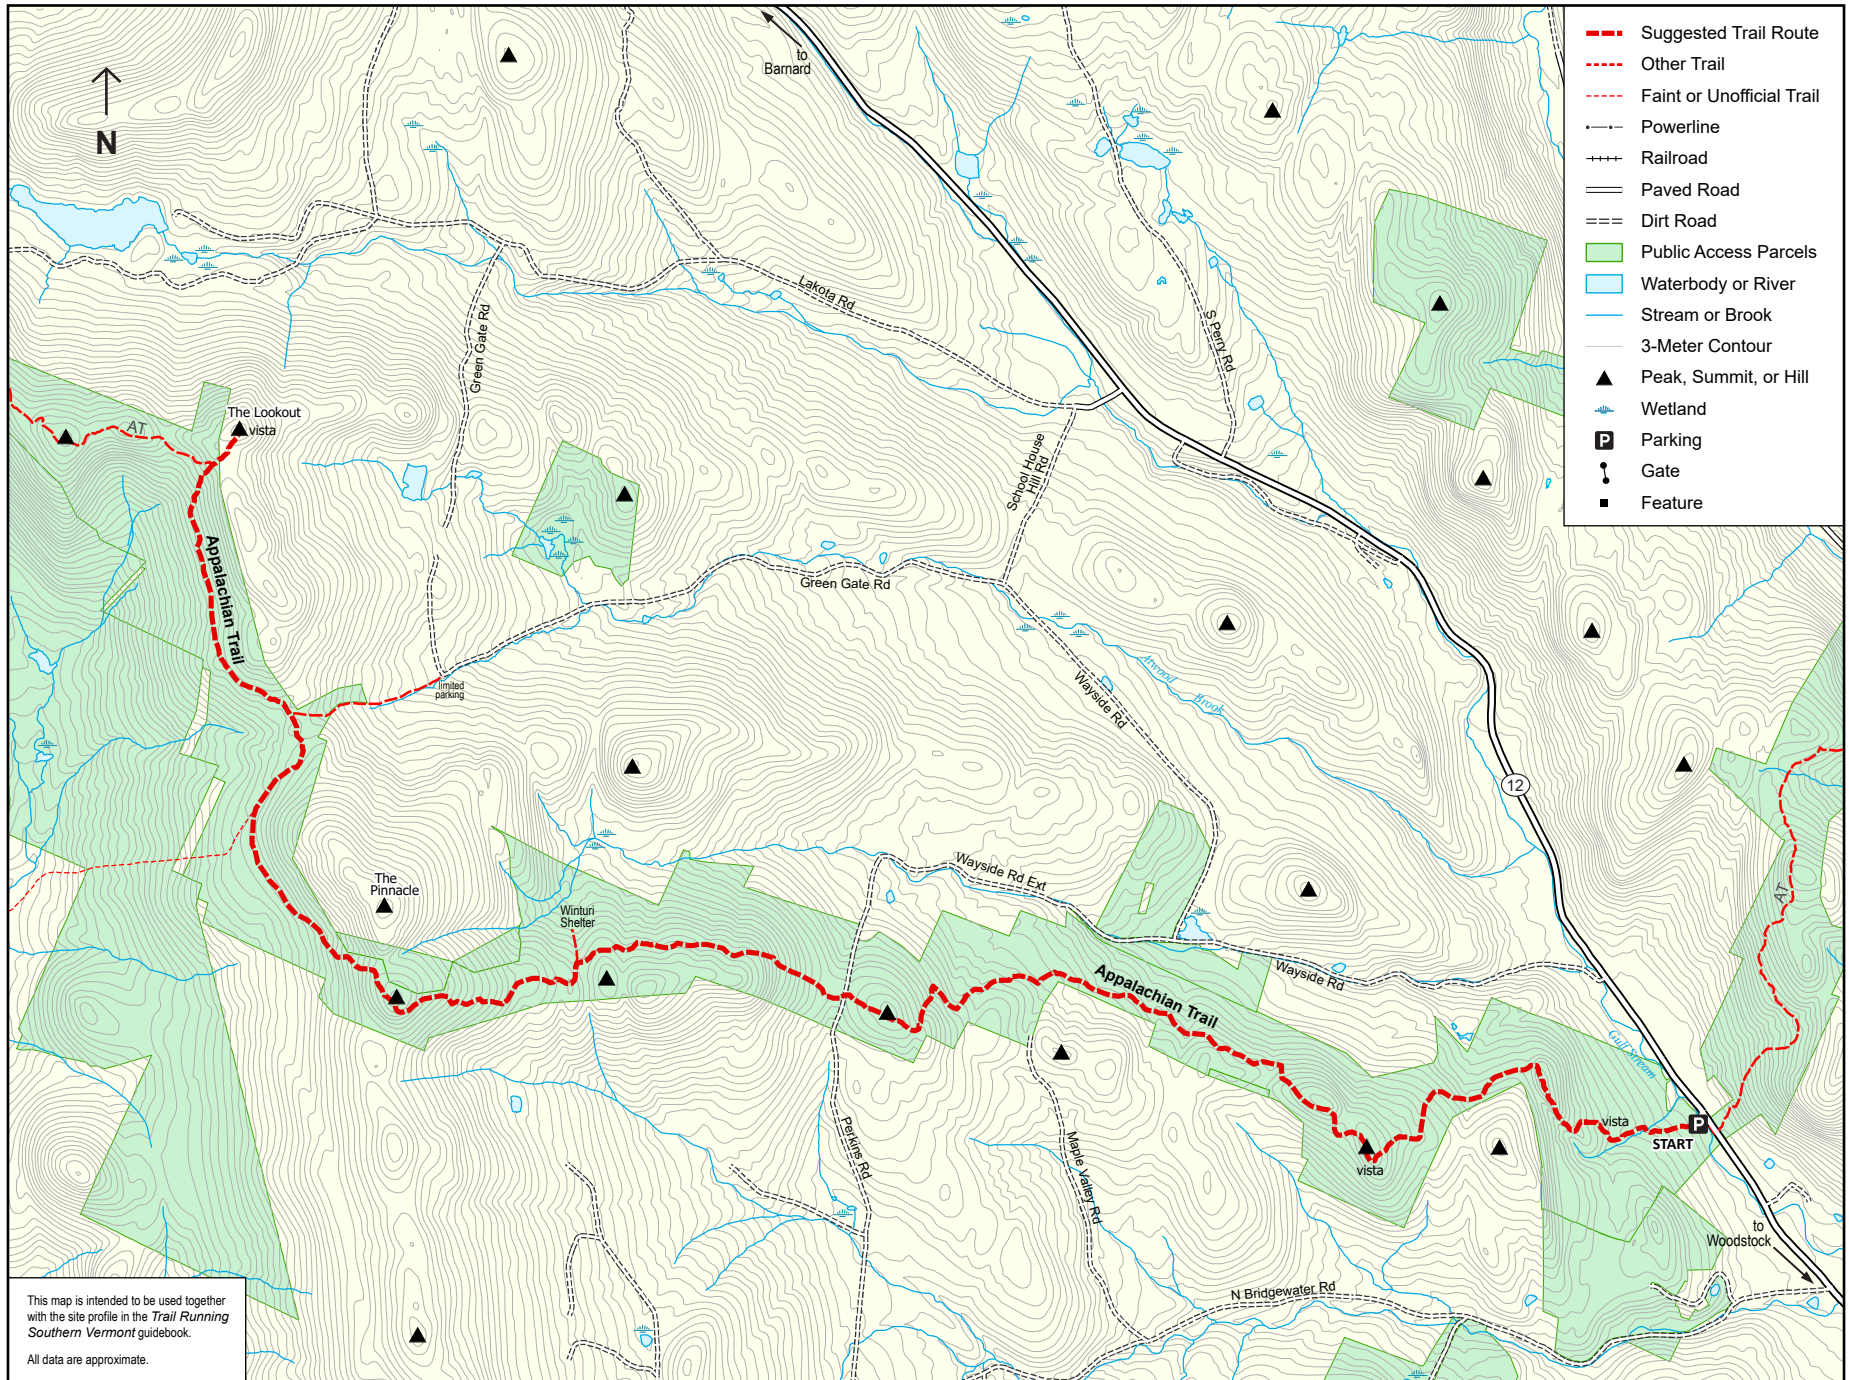 to
Barnard
N
Suggested Trail Route
Other Trail
Faint or Unofficial Trail
Powerline
Railroad
Paved Road
Dirt Road
Public Access Parcels
Waterbody or River
Stream or Brook
3-Meter Contour
Peak, Summit, or Hill
Wetland
P
Parking
Gate
Feature
Lakota Rd
Green Gate Rd
S Perry Rd
The Lookout
vista
AT
School House
Hill Rd
Appalachian Trail
Green Gate Rd
limited
parking
Atwood Brook
Wayside Rd
12
The
Pinnacle
Wayside Rd Ext
Winturi
Shelter
AT
Appalachian Trail
Wayside Rd
Gulf Stream
Perkins Rd
Maple Valley Rd
vista
P
START
vista
to
Woodstock
N Bridgewater Rd
This map is intended to be used together
with the site profile in the Trail Running
Southern Vermont guidebook.
All data are approximate.